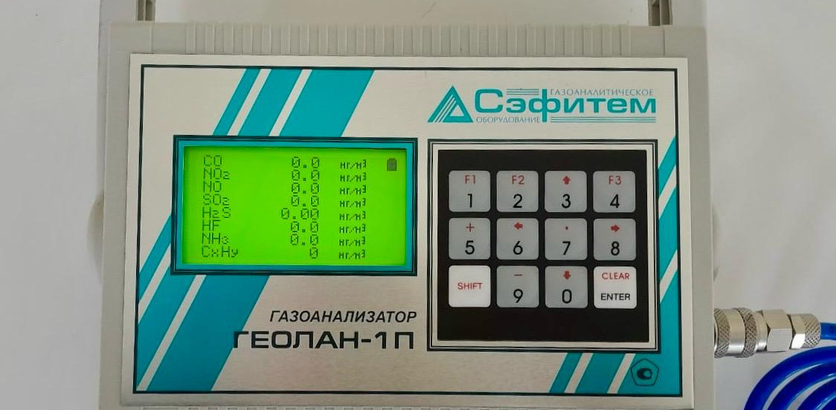 ГАЗОАНАЛИТИЧЕСКОЕ
Сэфитем
ОБОРУДОВАНИЕ
CO 0.0 мг/м3
NO2 0.0 мг/м3
NO 0.0 мг/м3
SO2 0.0 мг/м3
H2S 0.00 мг/м3
HF 0.0 мг/м3
NH3 0.0 мг/м3
CxHy 0 мг/м3
F1 F2 F3
1 2 3 4
+ .
5 6 7 8
SHIFT − CLEAR
9 0 ENTER
ГАЗОАНАЛИЗАТОР
ГЕОЛАН-1П